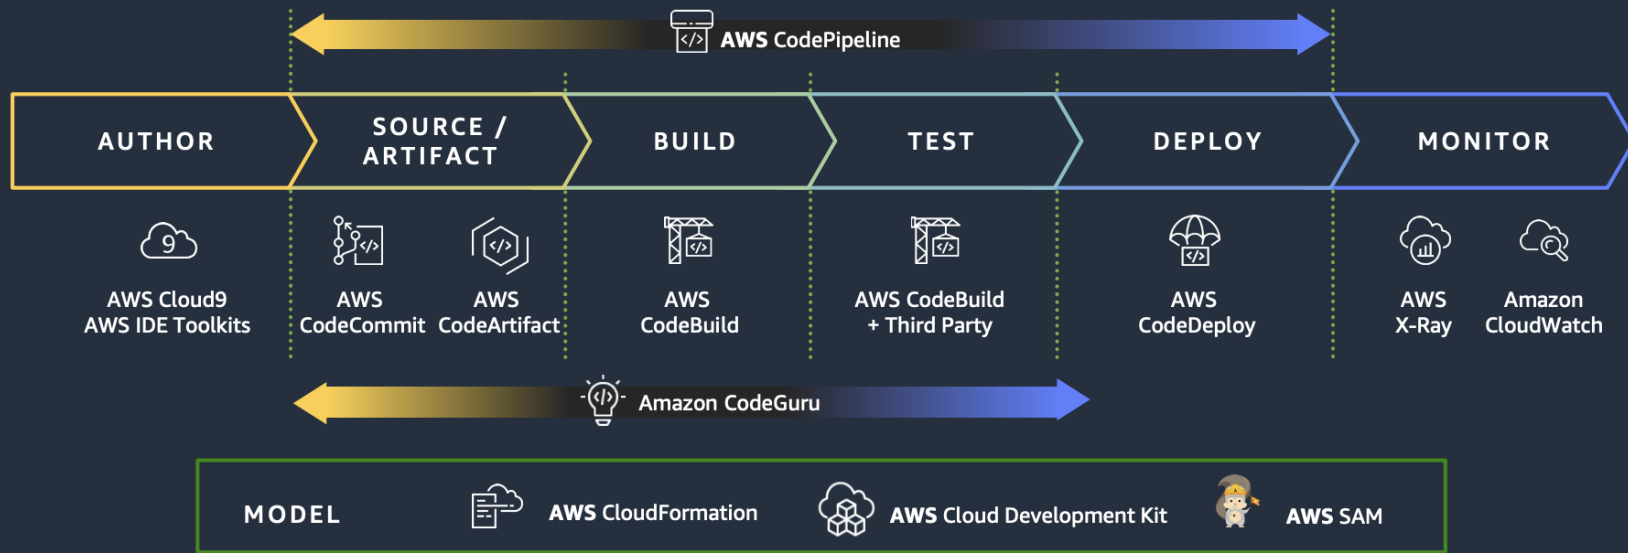 AWS CodePipeline
AUTHOR
SOURCE /
ARTIFACT
BUILD
TEST
DEPLOY
MONITOR
9
AWS Cloud9
AWS IDE Toolkits
</>
AWS
CodeCommit
</>
AWS
CodeArtifact
</>
AWS
CodeBuild
</>
AWS CodeBuild
+ Third Party
</>
AWS
CodeDeploy
AWS
X-Ray
Amazon
CloudWatch
</>
Amazon CodeGuru
MODEL
AWS CloudFormation
AWS Cloud Development Kit
AWS SAM